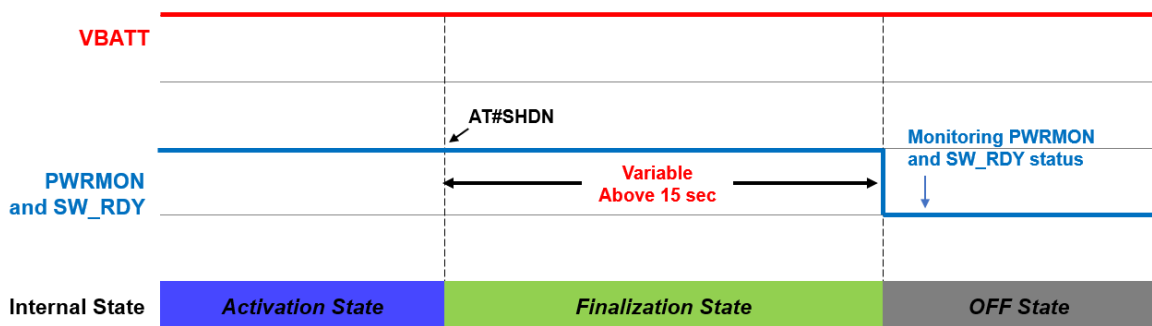 VBATT
AT#SHDN
Monitoring PWRMON
and SW_RDY status
PWRMON
and SW_RDY
Variable
Above 15 sec
Internal State
Activation State
Finalization State
OFF State